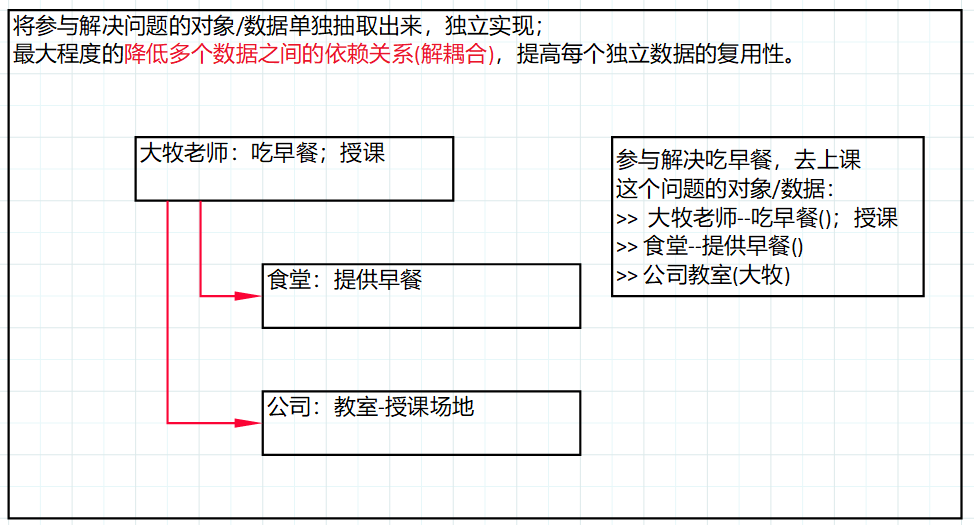 将参与解决问题的对象/数据单独抽取出来，独立实现；
最大程度的降低多个数据之间的依赖关系(解耦合)，提高每个独立数据的复用性。
大牧老师：吃早餐；授课
食堂：提供早餐
公司：教室-授课场地
参与解决吃早餐，去上课
这个问题的对象/数据：
>> 大牧老师--吃早餐()；授课
>> 食堂--提供早餐()
>> 公司教室(大牧)